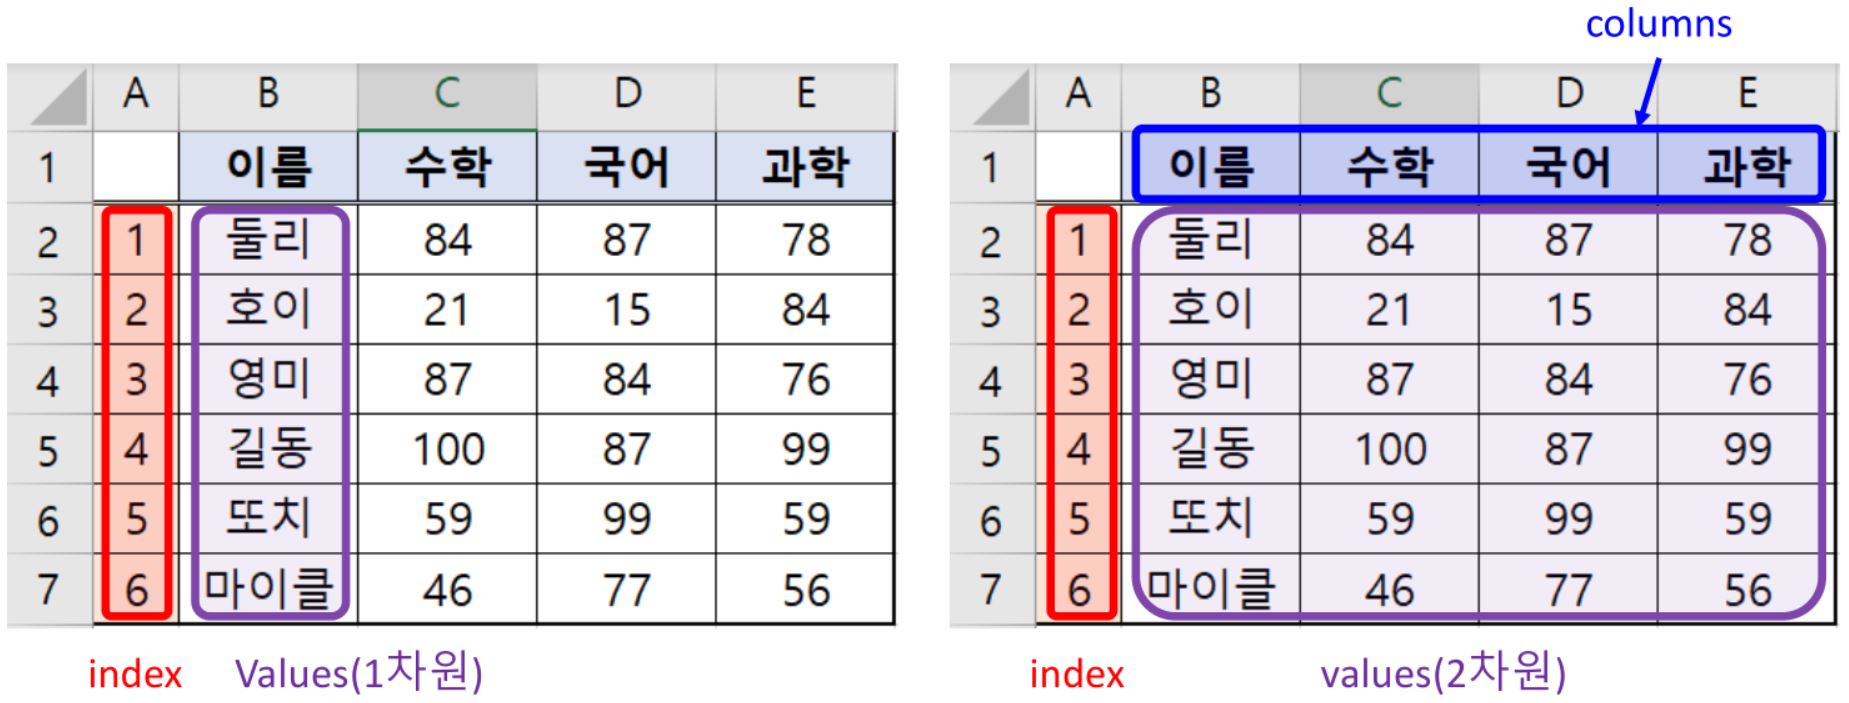 columns
A B C D E
1 이름 수학 국어 과학
2 1 둘리 84 87 78
3 2 호이 21 15 84
4 3 영미 87 84 76
5 4 길동 100 87 99
6 5 또치 59 99 59
7 6 마이클 46 77 56
index Values(1차원)
A B C D E
1 이름 수학 국어 과학
2 1 둘리 84 87 78
3 2 호이 21 15 84
4 3 영미 87 84 76
5 4 길동 100 87 99
6 5 또치 59 99 59
7 6 마이클 46 77 56
index values(2차원)